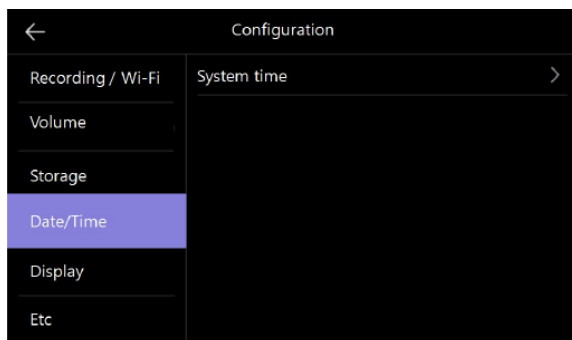 Configuration
Recording / Wi-Fi
System time
Volume
Storage
Date/Time
Display
Etc